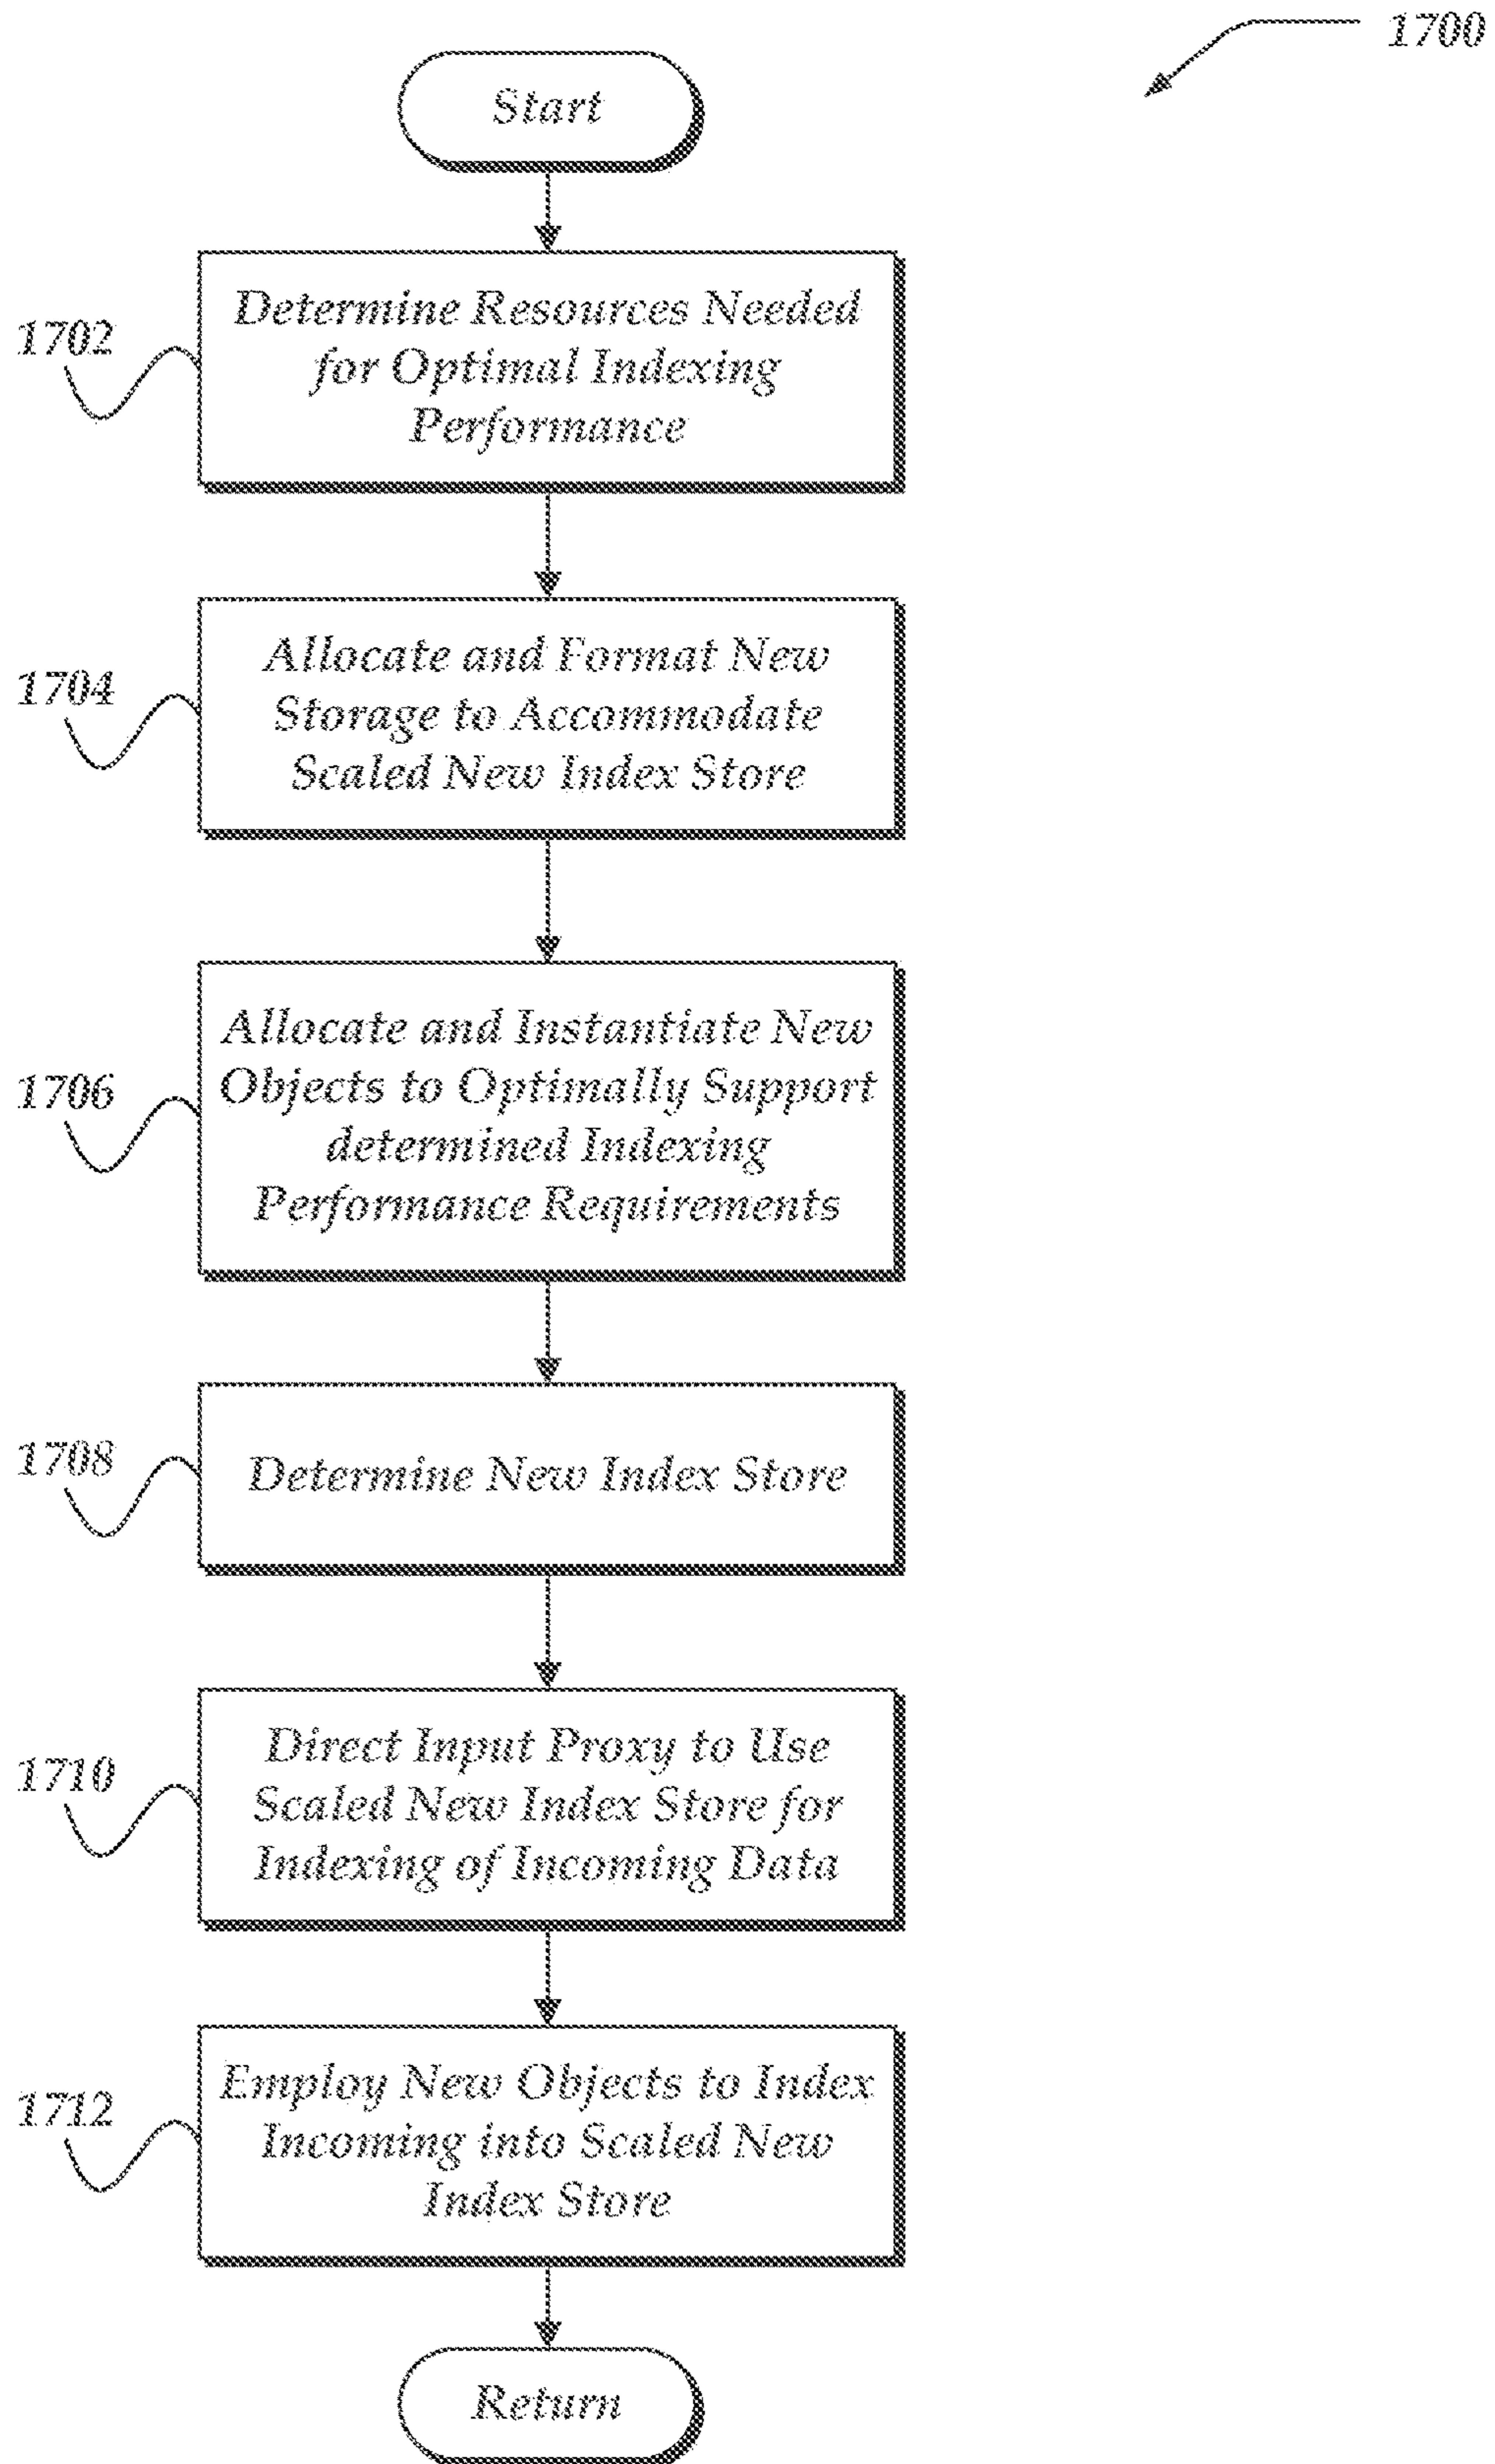 1700
Start
1702
Determine Resources Needed
for Optimal Indexing
Performance
1704
Allocate and Format New
Storage to Accommodate
Scaled New Index Store
1706
Allocate and Instantiate New
Objects to Optimally Support
determined Indexing
Performance Requirements
1708
Determine New Index Store
1710
Direct Input Proxy to Use
Scaled New Index Store for
Indexing of Incoming Data
1712
Employ New Objects to Index
Incoming into Scaled New
Index Store
Return